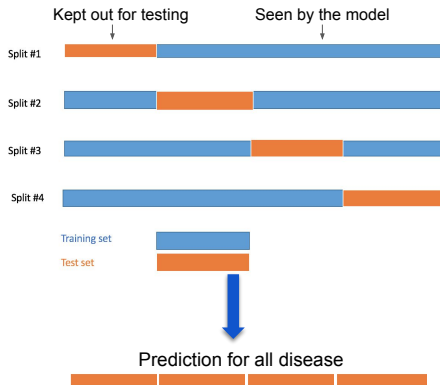 Kept out for testing
Seen by the model
Split #1
Split #2
Split #3
Split #4
Training set
Test set
Prediction for all disease